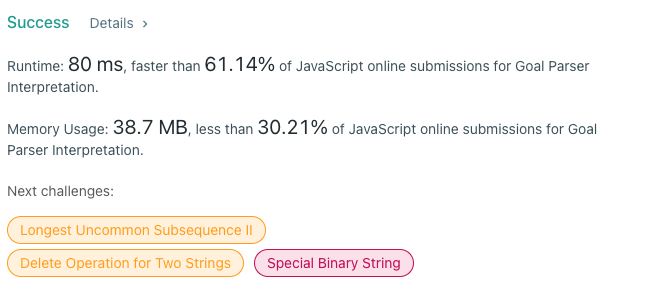 Success Details >
Runtime: 80 ms, faster than 61.14% of JavaScript online submissions for Goal Parser
Interpretation.
Memory Usage: 38.7 MB, less than 30.21% of JavaScript online submissions for Goal
Parser Interpretation.
Next challenges:
Longest Uncommon Subsequence II
Delete Operation for Two Strings Special Binary String